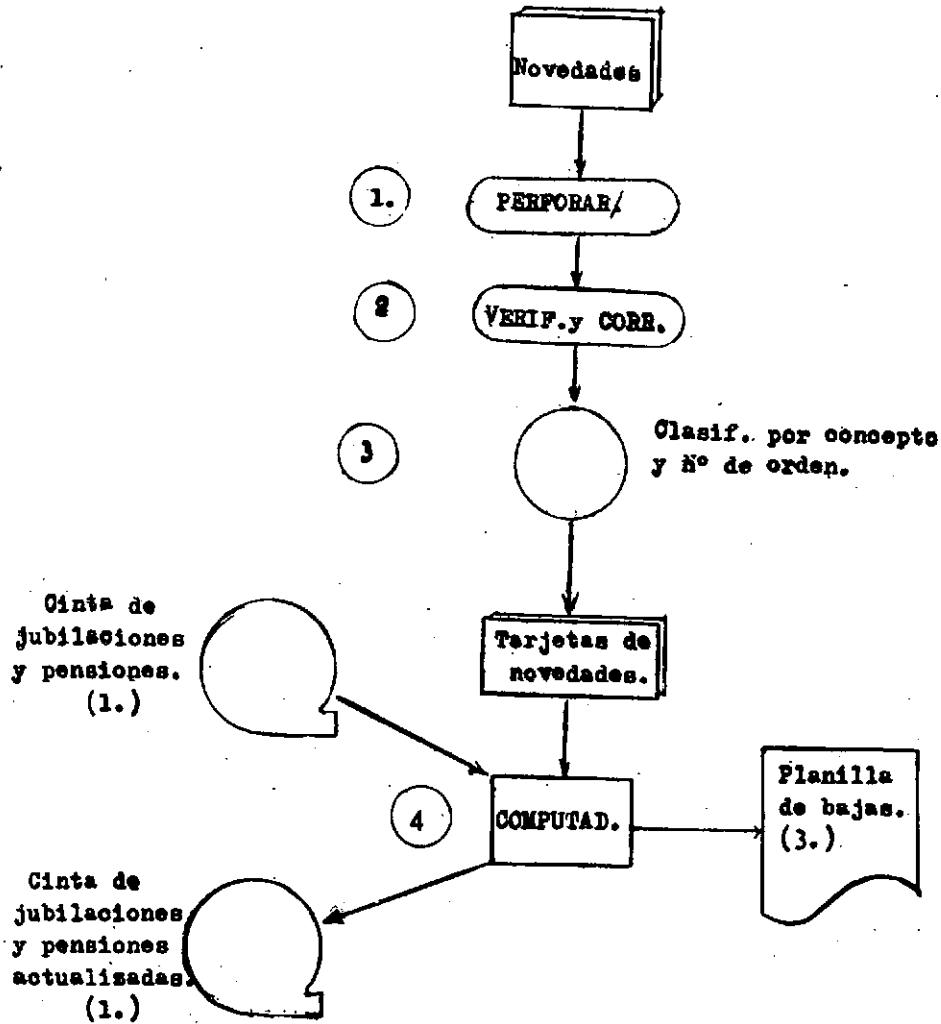 Novedades
1.
PERFORAR/
2
VERIF.y CORR.
3
Clasif. por concepto
y Nº de orden.
Cinta de
jubilaciones
y pensiones.
(1.)
Tarjetas de
novedades.
4
COMPUTAD.
Planilla
de bajas.
(3.)
Cinta de
jubilaciones
y pensiones
actualizadas.
(1.)